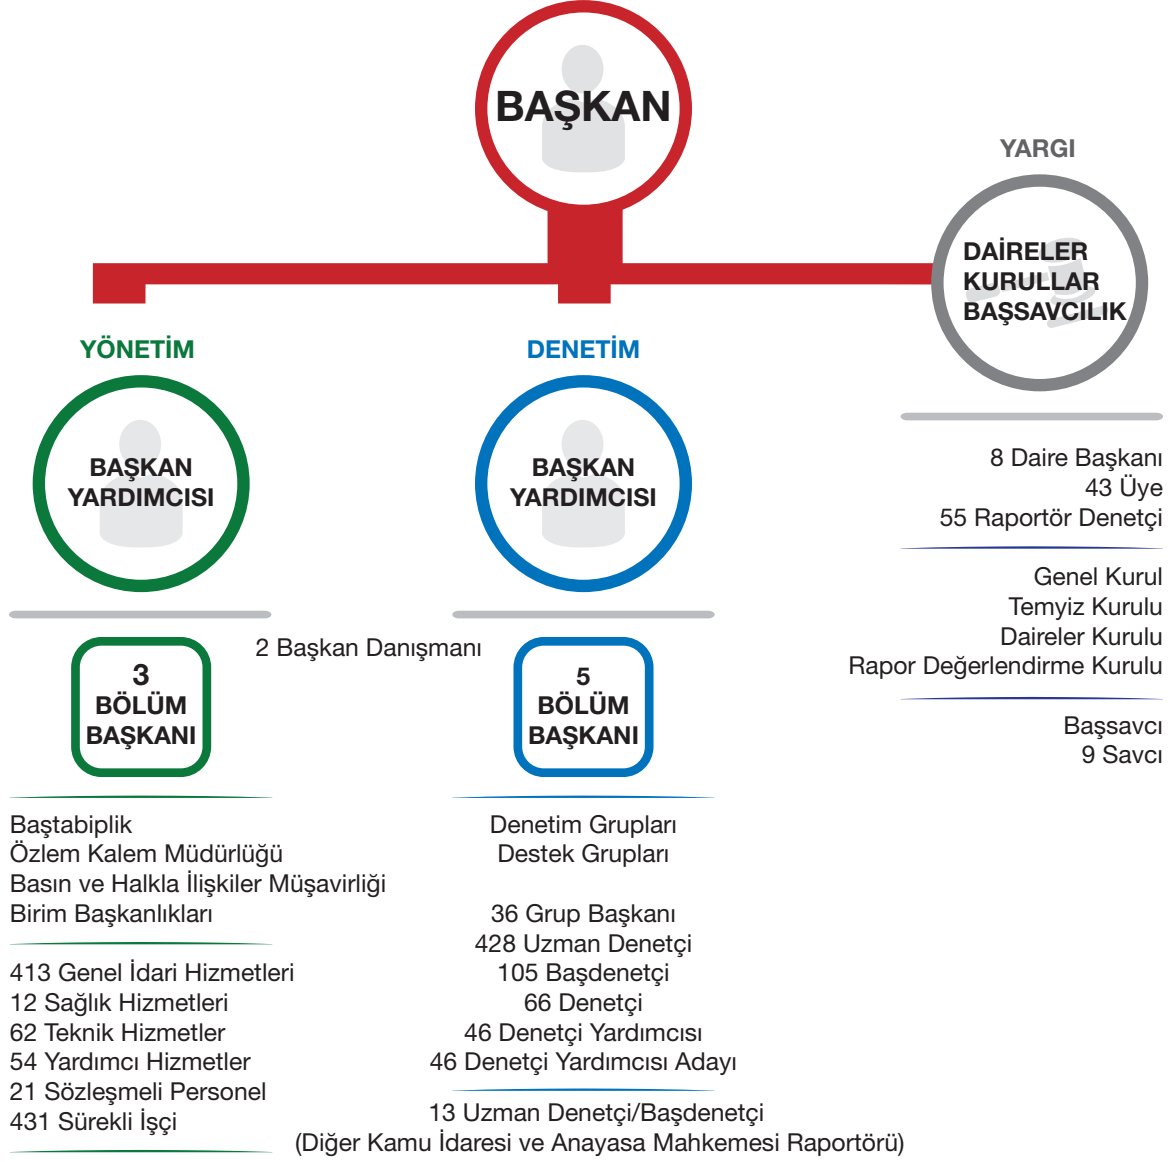 BAŞKAN
YÖNETİM
BAŞKAN
YARDIMCISI
3
BÖLÜM
BAŞKANI
Baştabiplik
Özlem Kalem Müdürlüğü
Basın ve Halkla İlişkiler Müşavirliği
Birim Başkanlıkları
413 Genel İdari Hizmetleri
12 Sağlık Hizmetleri
62 Teknik Hizmetler
54 Yardımcı Hizmetler
21 Sözleşmeli Personel
431 Sürekli İşçi
2 Başkan Danışmanı
DENETİM
BAŞKAN
YARDIMCISI
5
BÖLÜM
BAŞKANI
Denetim Grupları
Destek Grupları
36 Grup Başkanı
428 Uzman Denetçi
105 Başdenetçi
66 Denetçi
46 Denetçi Yardımcısı
46 Denetçi Yardımcısı Adayı
13 Uzman Denetçi/Başdenetçi
(Diğer Kamu İdaresi ve Anayasa Mahkemesi Raportörü)
YARGI
DAİRELER
KURULLAR
BAŞSAVCILIK
8 Daire Başkanı
43 Üye
55 Raportör Denetçi
Genel Kurul
Temyiz Kurulu
Daireler Kurulu
Rapor Değerlendirme Kurulu
Başsavcı
9 Savcı